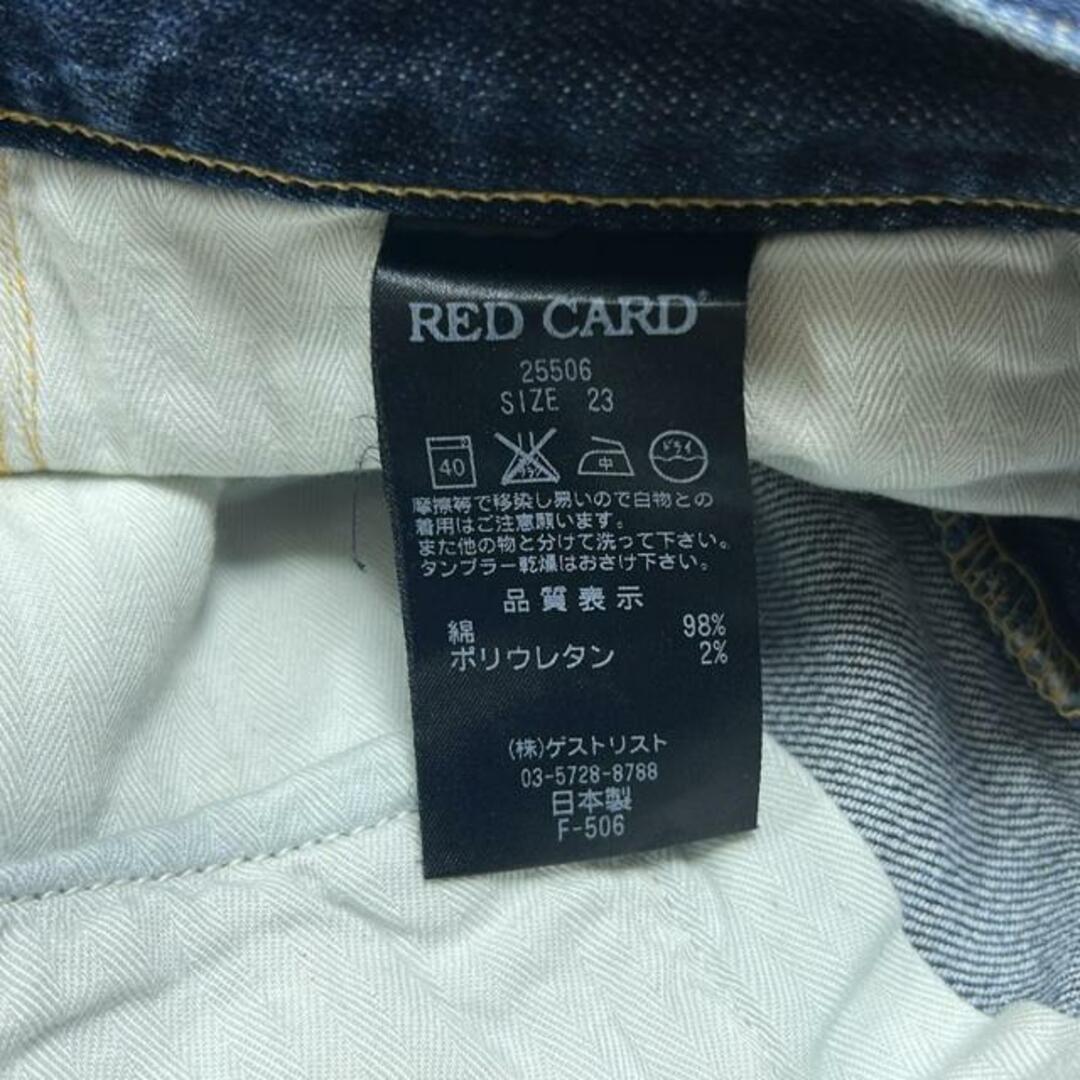 RED CARD®
25506
SIZE 23
40 中 ドライ
摩擦等で移染し易いので白物との
着用はご注意願います。
また他の物と分けて洗って下さい。
タンブラー乾燥はおさけ下さい。
品質表示
綿 98%
ポリウレタン 2%
(株)ゲストリスト
03-5728-8788
日本製
F-506